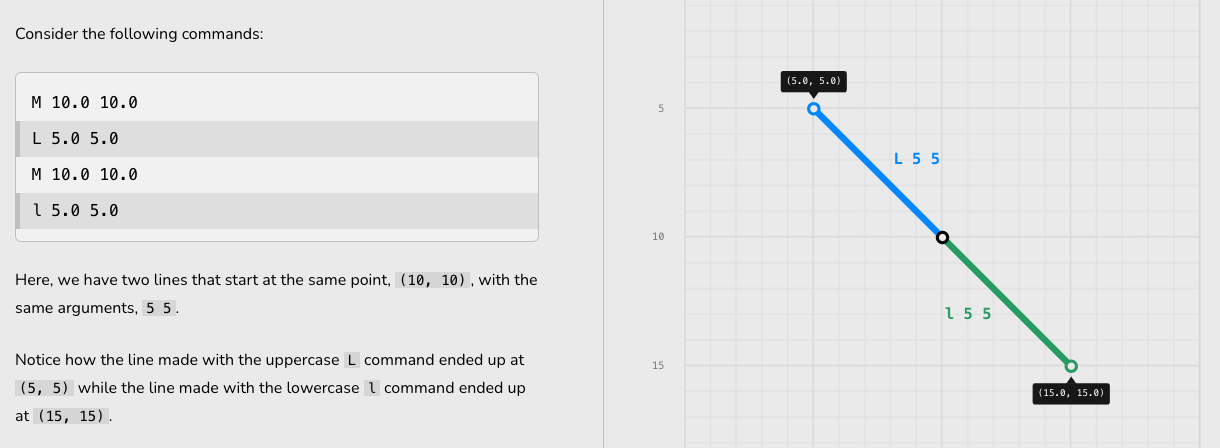 Consider the following commands:
M 10.0 10.0
L 5.0 5.0
M 10.0 10.0
l 5.0 5.0
Here, we have two lines that start at the same point, (10, 10), with the
same arguments, 5 5.
Notice how the line made with the uppercase L command ended up at
(5, 5) while the line made with the lowercase l command ended up
at (15, 15).
(5.0, 5.0)
5
L 5 5
10
l 5 5
15
(15.0, 15.0)